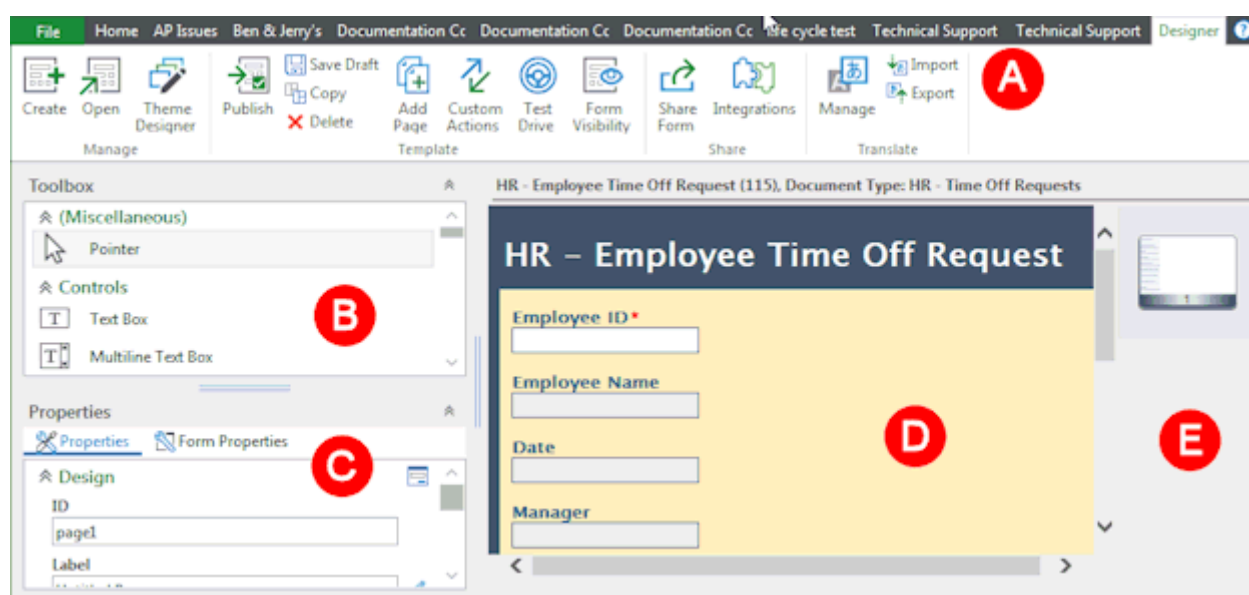 File Home AP Issues Ben & Jerry's Documentation Cc Documentation Cc Documentation Cc cycle test Technical Support Technical Support Designer ?
Create Open Theme Designer Publish Save Draft Copy Delete Add Page Custom Actions Test Drive Form Visibility Share Form Integrations Manage Import Export A
Manage Template Share Translate
Toolbox
(Miscellaneous)
Pointer
Controls
T Text Box
B
T Multiline Text Box
Properties
Properties Form Properties
C
Design
ID
page1
Label
HR - Employee Time Off Request (115), Document Type: HR - Time Off Requests
HR – Employee Time Off Request
Employee ID*
Employee Name
Date
Manager
D
1
E